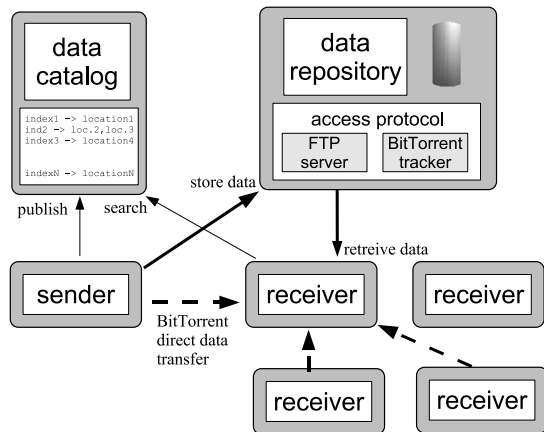 data
catalog
index1 -> location1
ind2 -> loc.2,loc.3
index3 -> location4
indexN -> locationN
data
repository
access protocol
FTP
server
BitTorrent
tracker
publish
search
store data
retreive data
sender
receiver
receiver
BitTorrent
direct data
transfer
receiver
receiver